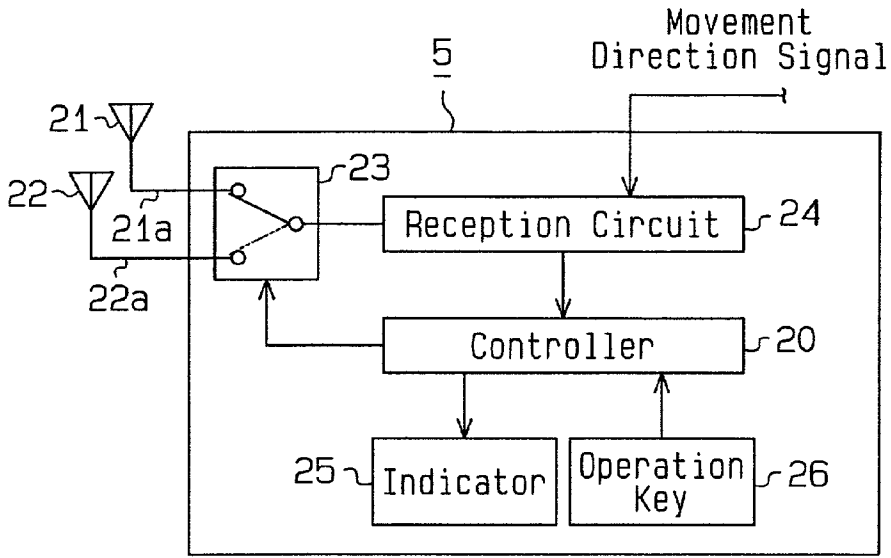 Movement
Direction Signal
5
21
22
23
21a
22a
Reception Circuit
24
Controller
20
25
Indicator
Operation
Key
26